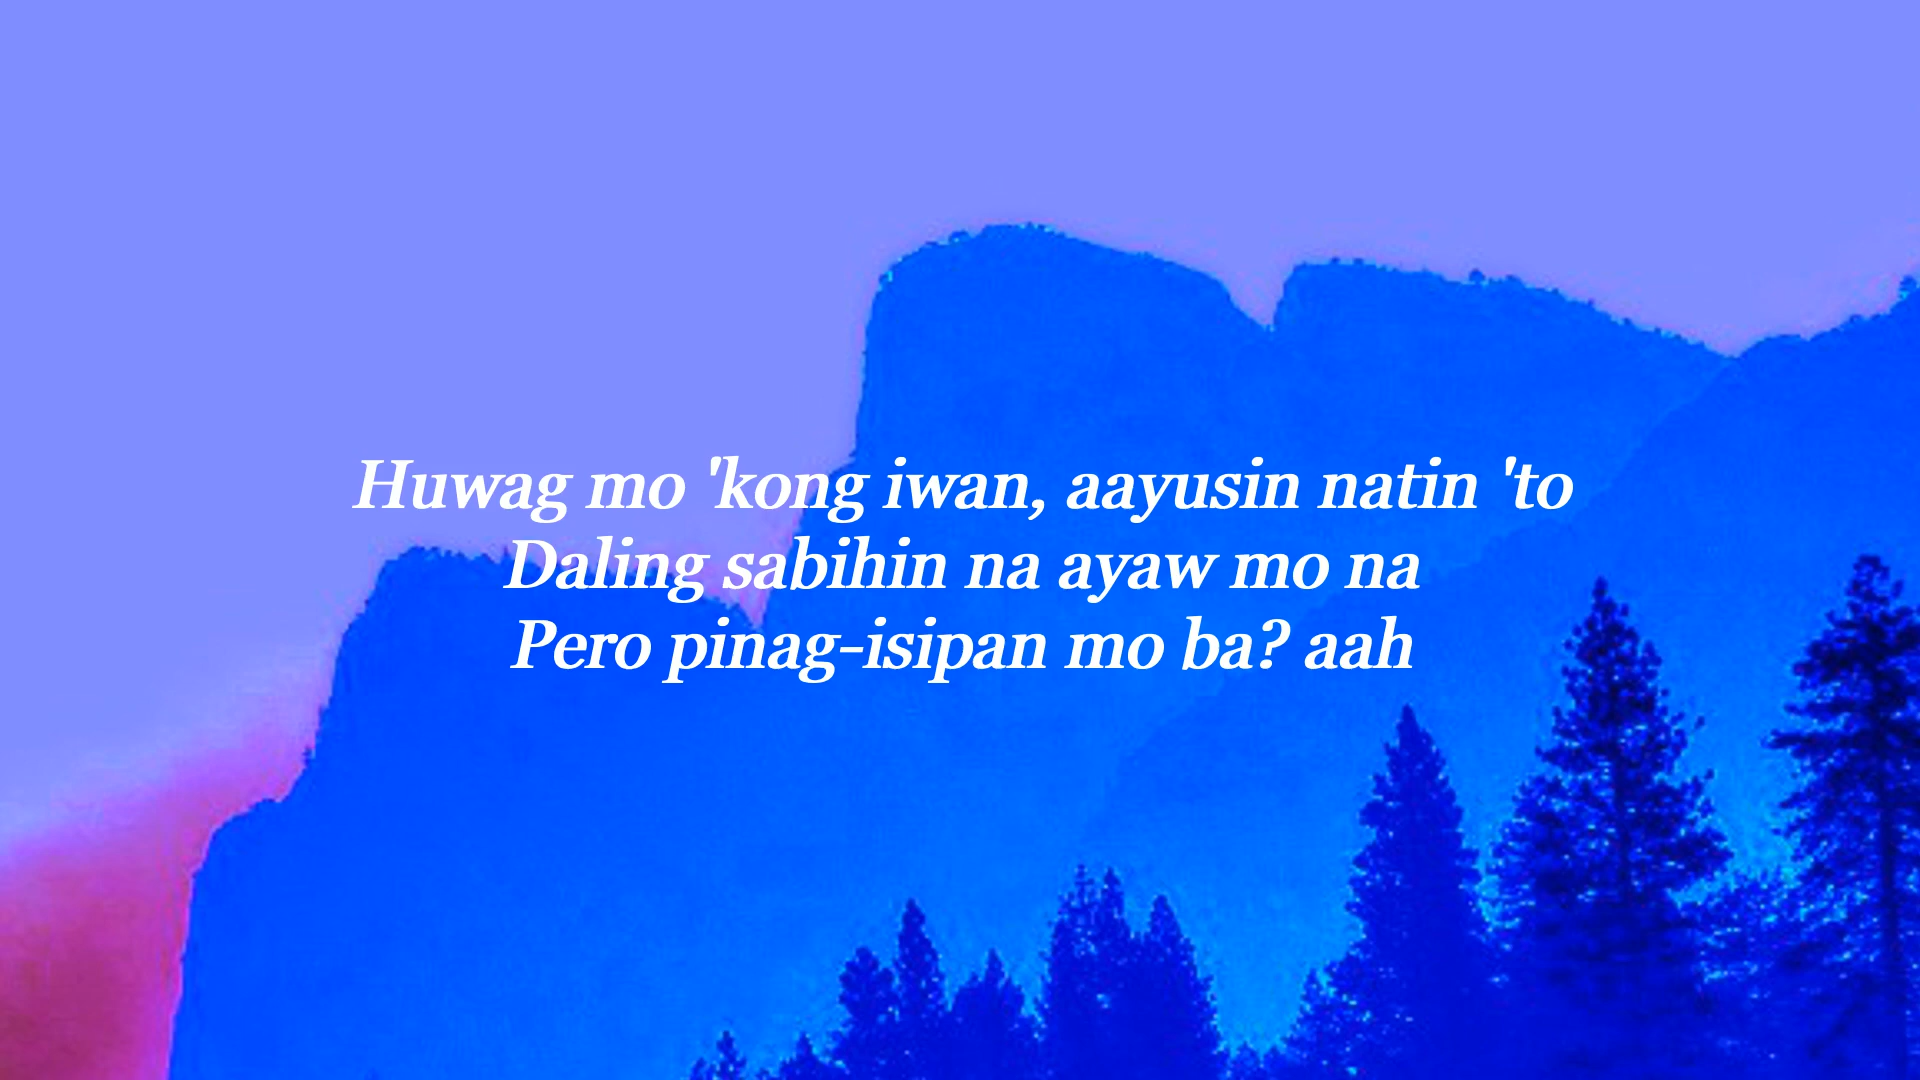 Huwag mo 'kong iwan, aayusin natin 'to
Daling sabihin na ayaw mo na
Pero pinag-isipan mo ba? aah